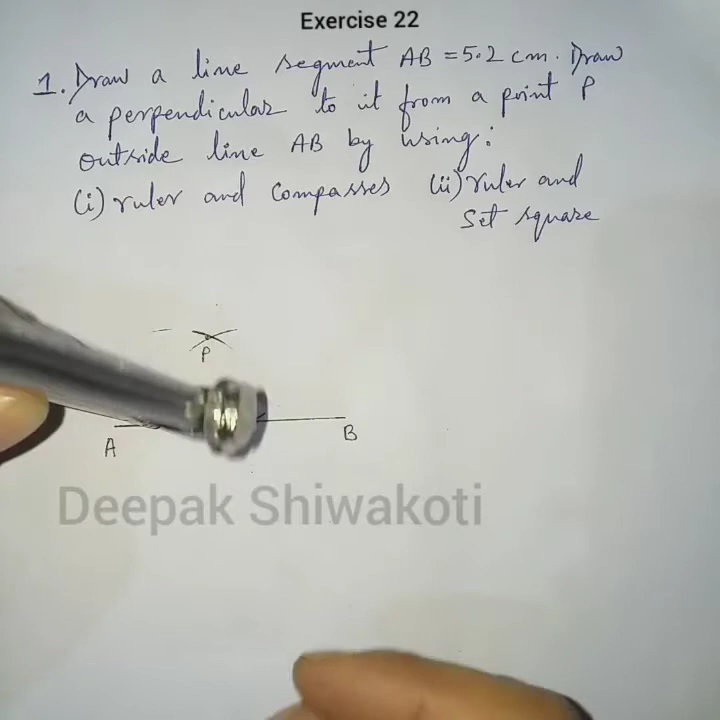 Exercise 22
1. Draw a line segment AB = 5.2 cm. Draw
a perpendicular to it from a point P
outside line AB by using:
(i) ruler and compasses (ii) ruler and
set square
P
A
B
Deepak Shiwakoti